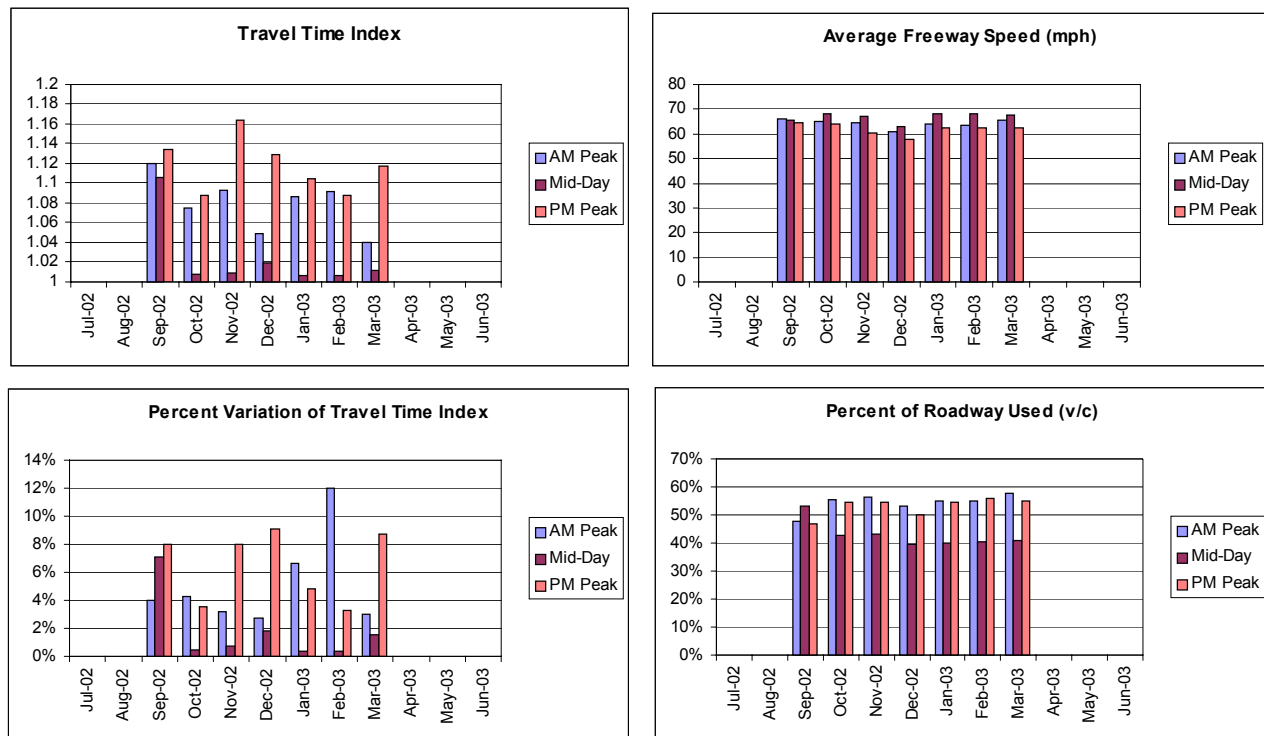 Travel Time Index
1.2
1.18
1.16
1.14
1.12
1.1
1.08
1.06
1.04
1.02
1
Jul-02
Aug-02
Sep-02
Oct-02
Nov-02
Dec-02
Jan-03
Feb-03
Mar-03
Apr-03
May-03
Jun-03
AM Peak
Mid-Day
PM Peak
Average Freeway Speed (mph)
80
70
60
50
40
30
20
10
0
Jul-02
Aug-02
Sep-02
Oct-02
Nov-02
Dec-02
Jan-03
Feb-03
Mar-03
Apr-03
May-03
Jun-03
AM Peak
Mid-Day
PM Peak
Percent Variation of Travel Time Index
14%
12%
10%
8%
6%
4%
2%
0%
Jul-02
Aug-02
Sep-02
Oct-02
Nov-02
Dec-02
Jan-03
Feb-03
Mar-03
Apr-03
May-03
Jun-03
AM Peak
Mid-Day
PM Peak
Percent of Roadway Used (v/c)
70%
60%
50%
40%
30%
20%
10%
0%
Jul-02
Aug-02
Sep-02
Oct-02
Nov-02
Dec-02
Jan-03
Feb-03
Mar-03
Apr-03
May-03
Jun-03
AM Peak
Mid-Day
PM Peak